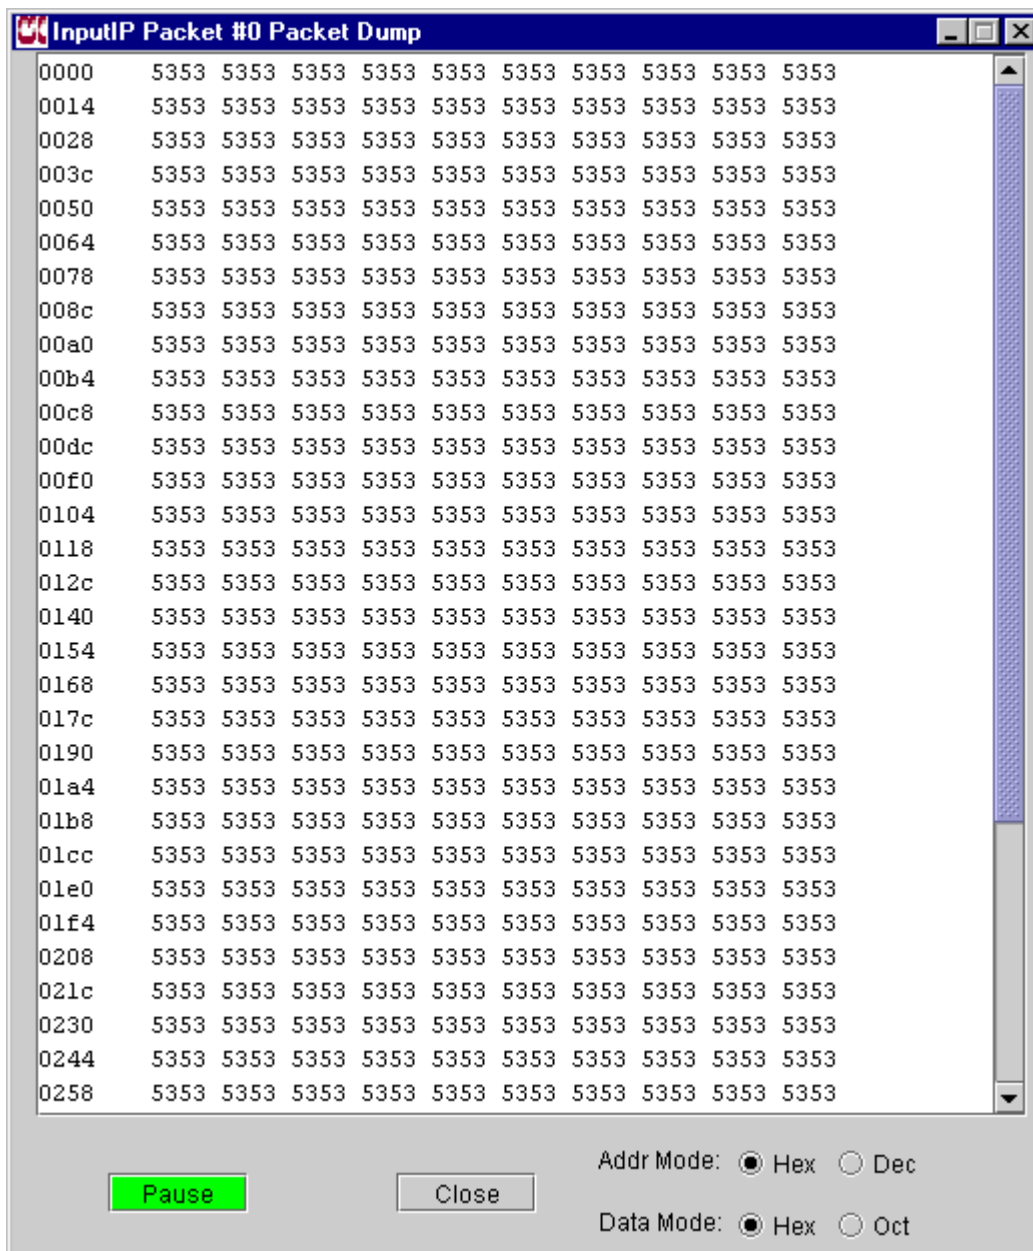 InputIP Packet #0 Packet Dump
0000 5353 5353 5353 5353 5353 5353 5353 5353 5353 5353
0014 5353 5353 5353 5353 5353 5353 5353 5353 5353 5353
0028 5353 5353 5353 5353 5353 5353 5353 5353 5353 5353
003c 5353 5353 5353 5353 5353 5353 5353 5353 5353 5353
0050 5353 5353 5353 5353 5353 5353 5353 5353 5353 5353
0064 5353 5353 5353 5353 5353 5353 5353 5353 5353 5353
0078 5353 5353 5353 5353 5353 5353 5353 5353 5353 5353
008c 5353 5353 5353 5353 5353 5353 5353 5353 5353 5353
00a0 5353 5353 5353 5353 5353 5353 5353 5353 5353 5353
00b4 5353 5353 5353 5353 5353 5353 5353 5353 5353 5353
00c8 5353 5353 5353 5353 5353 5353 5353 5353 5353 5353
00dc 5353 5353 5353 5353 5353 5353 5353 5353 5353 5353
00f0 5353 5353 5353 5353 5353 5353 5353 5353 5353 5353
0104 5353 5353 5353 5353 5353 5353 5353 5353 5353 5353
0118 5353 5353 5353 5353 5353 5353 5353 5353 5353 5353
012c 5353 5353 5353 5353 5353 5353 5353 5353 5353 5353
0140 5353 5353 5353 5353 5353 5353 5353 5353 5353 5353
0154 5353 5353 5353 5353 5353 5353 5353 5353 5353 5353
0168 5353 5353 5353 5353 5353 5353 5353 5353 5353 5353
017c 5353 5353 5353 5353 5353 5353 5353 5353 5353 5353
0190 5353 5353 5353 5353 5353 5353 5353 5353 5353 5353
01a4 5353 5353 5353 5353 5353 5353 5353 5353 5353 5353
01b8 5353 5353 5353 5353 5353 5353 5353 5353 5353 5353
01cc 5353 5353 5353 5353 5353 5353 5353 5353 5353 5353
01e0 5353 5353 5353 5353 5353 5353 5353 5353 5353 5353
01f4 5353 5353 5353 5353 5353 5353 5353 5353 5353 5353
0208 5353 5353 5353 5353 5353 5353 5353 5353 5353 5353
021c 5353 5353 5353 5353 5353 5353 5353 5353 5353 5353
0230 5353 5353 5353 5353 5353 5353 5353 5353 5353 5353
0244 5353 5353 5353 5353 5353 5353 5353 5353 5353 5353
0258 5353 5353 5353 5353 5353 5353 5353 5353 5353 5353
Addr Mode: Hex Dec
Pause Close
Data Mode: Hex Oct